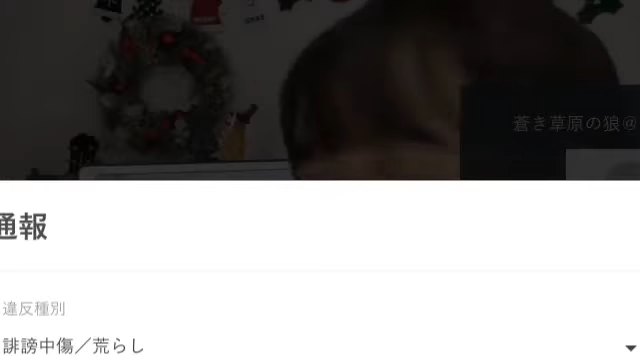 蒼き草原の狼@
通報
違反種別
誹謗中傷／荒らし